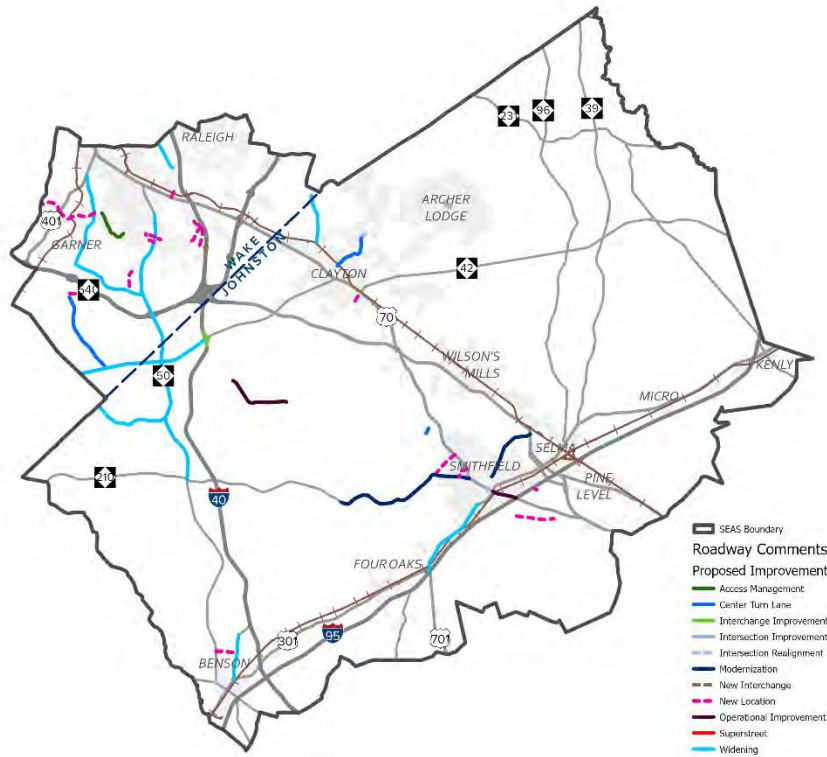 231
96
39
RALEIGH
ARCHER
LODGE
401
GARNER
WAKE
JOHNSTON
CLAYTON
42
540
70
WILSON'S
MILLS
KENLY
50
MICRO
SELMA
SMITHFIELD
210
PINE
LEVEL
40
FOUR OAKS
301
95
701
BENSON
SEAS Boundary
Roadway Comments
Proposed Improvement
Access Management
Center Turn Lane
Interchange Improvement
Intersection Improvement
Intersection Realignment
Modernization
New Interchange
New Location
Operational Improvement
Superstreet
Widening